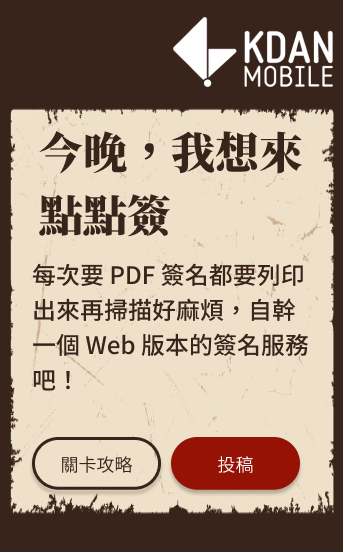 KDAN
MOBILE
今晚，我想來
點點簽
每次要 PDF 簽名都要列印
出來再掃描好麻煩，自幹
一個 Web 版本的簽名服務
吧！
關卡攻略
投稿